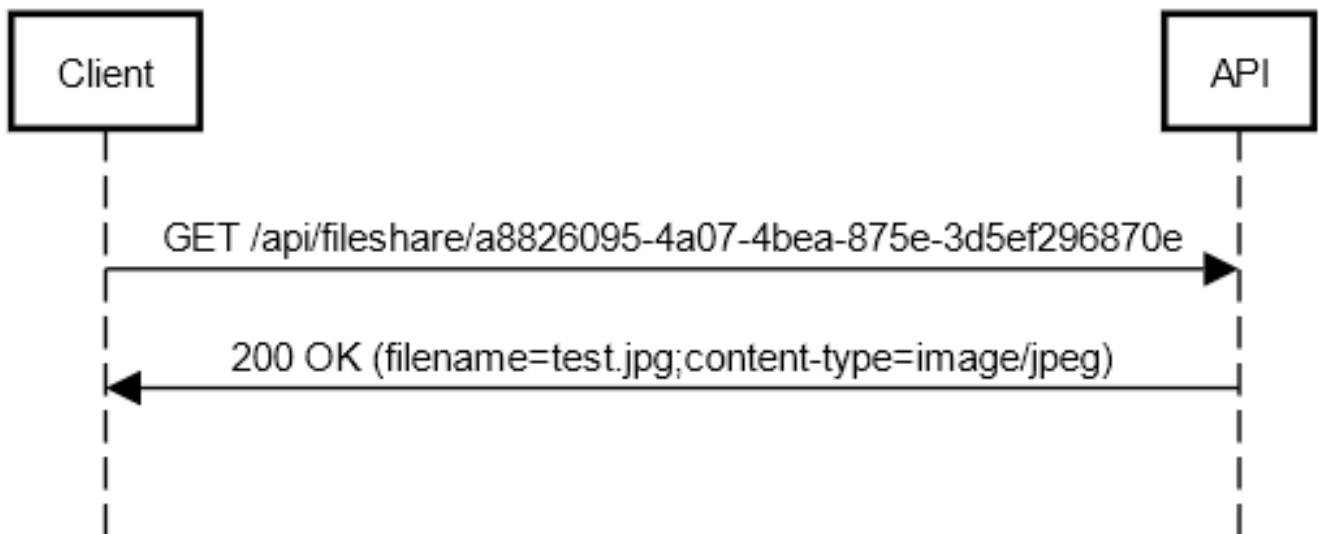 Client
API
GET /api/fileshare/a8826095-4a07-4bea-875e-3d5ef296870e
200 OK (filename=test.jpg;content-type=image/jpeg)